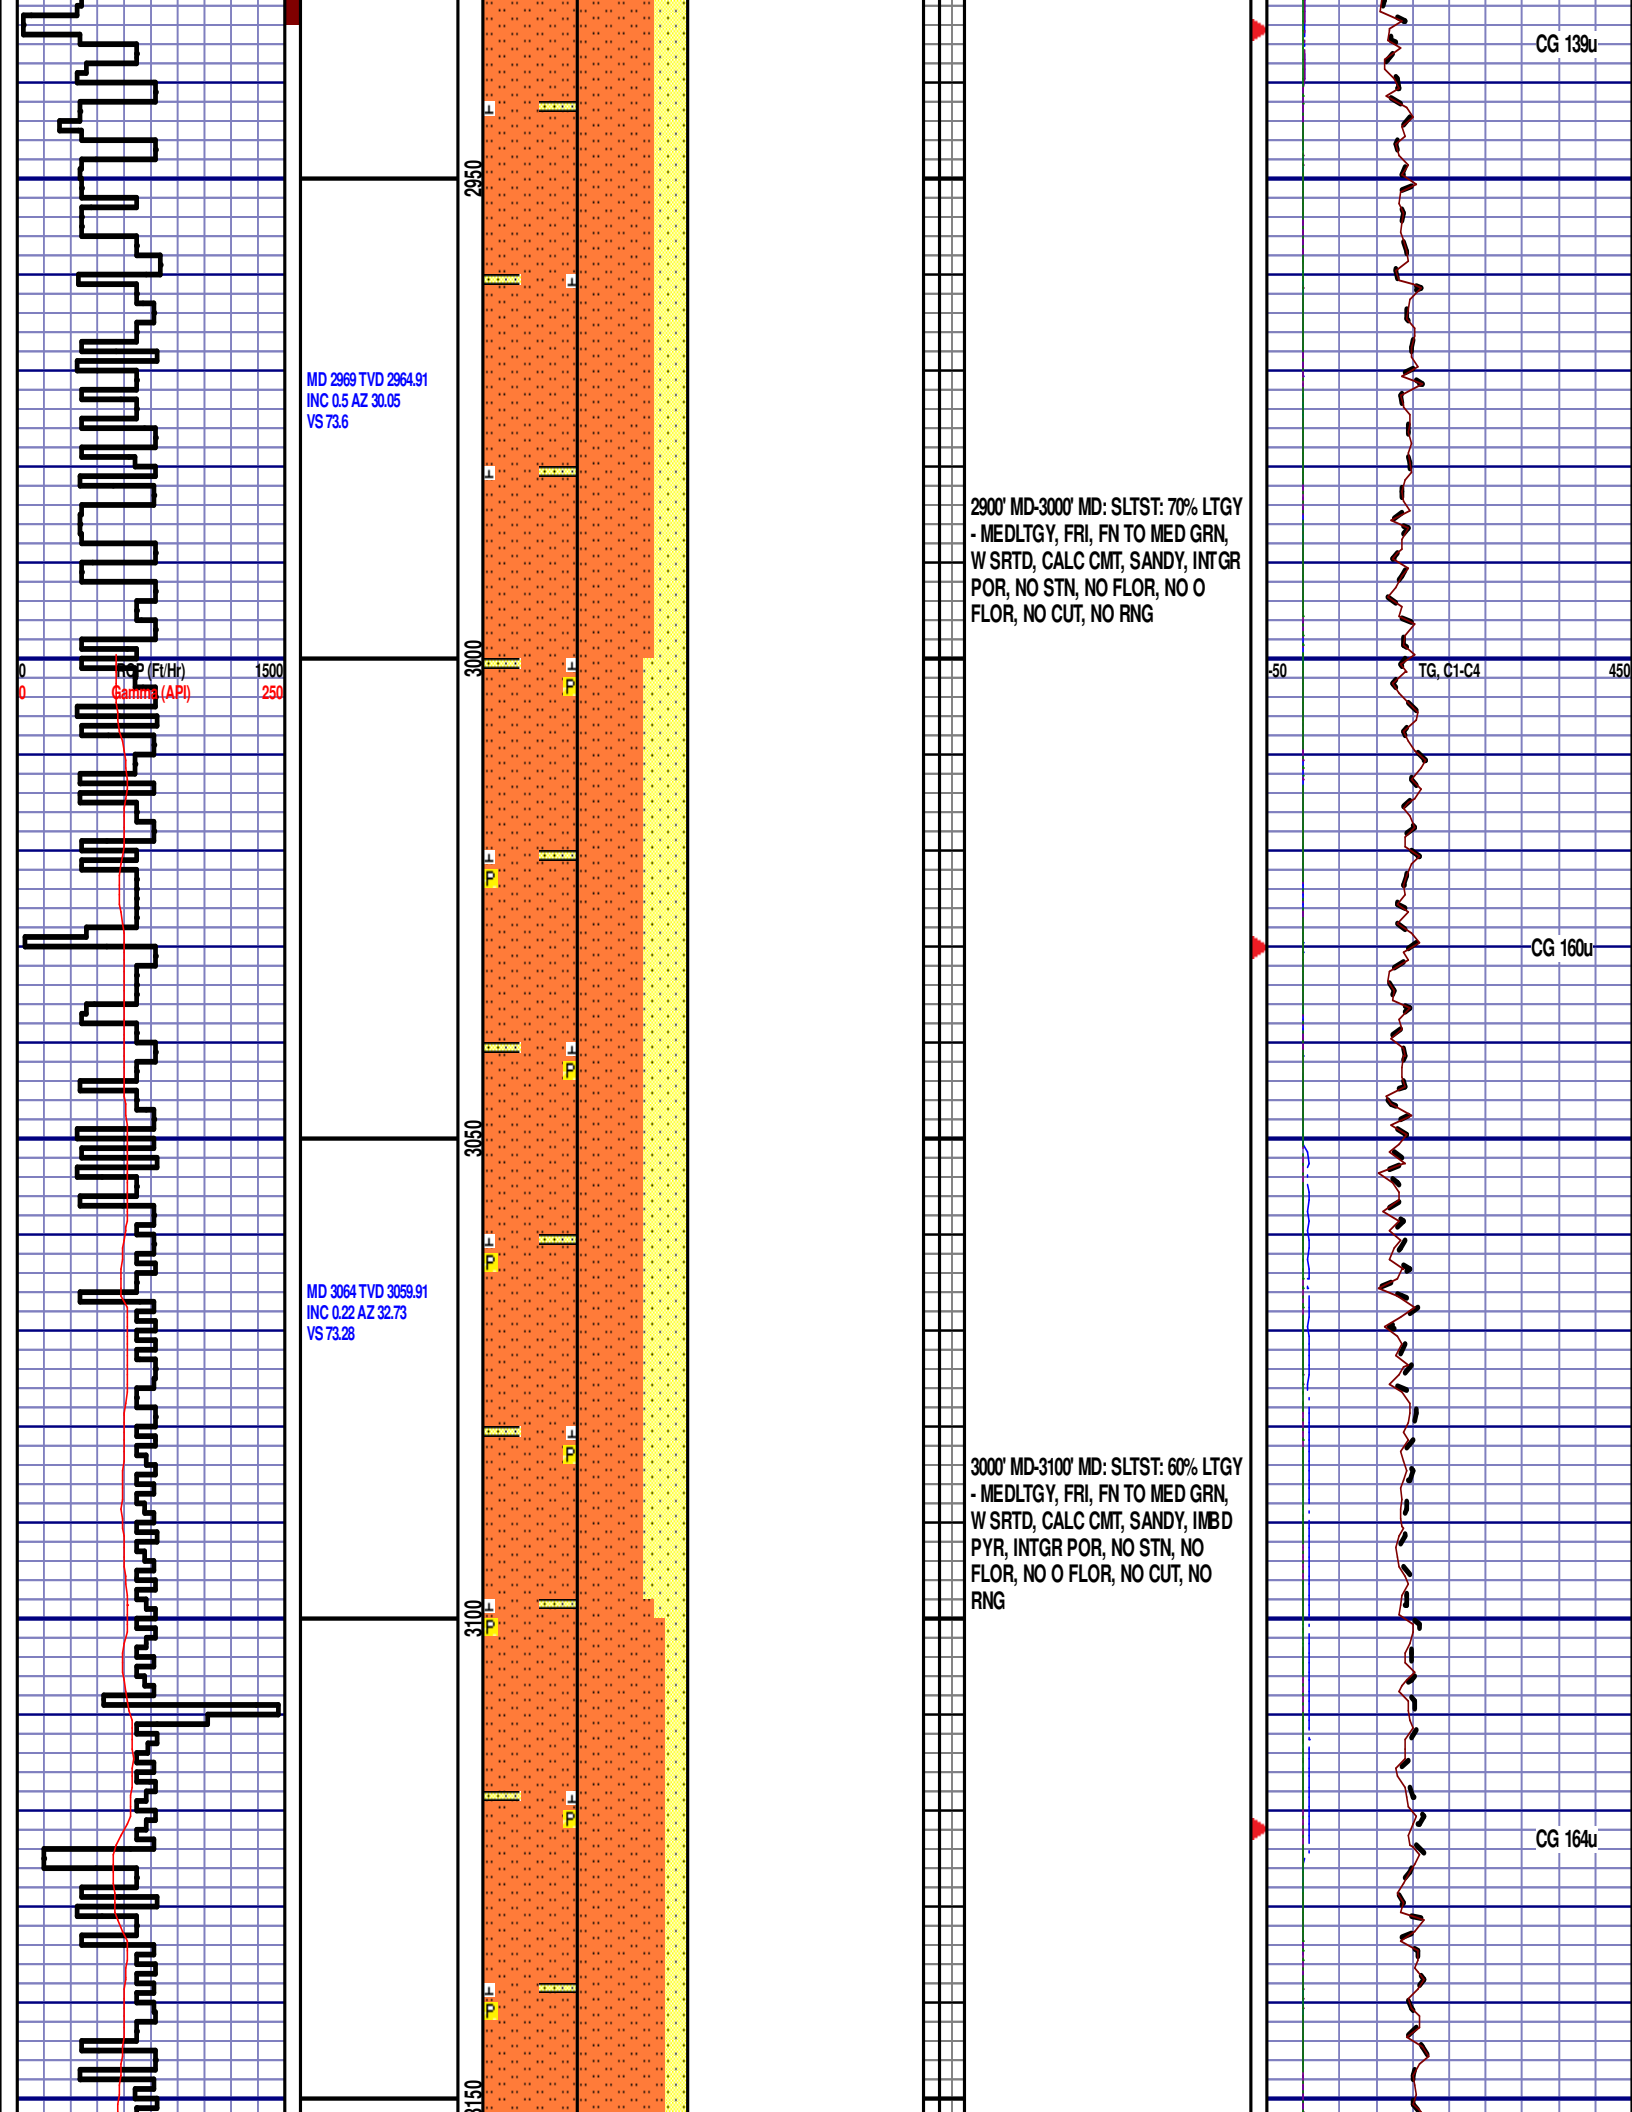 CG 139u
2950
MD 2969 TVD 2964.91
INC 0.5 AZ 30.05
VS 73.6
2900' MD-3000' MD: SLTST: 70% LTGY
- MEDLTGY, FRI, FN TO MED GRN,
W SRTD, CALC CMT, SANDY, INTGR
POR, NO STN, NO FLOR, NO O
FLOR, NO CUT, NO RNG
3000
0 ROP (Ft/Hr) 1500
0 Gamma (API) 250
-50 TG, C1-C4 450
P
P
CG 160u
P
3050
P
MD 3064 TVD 3059.91
INC 0.22 AZ 32.73
VS 73.28
P
3000' MD-3100' MD: SLTST: 60% LTGY
- MEDLTGY, FRI, FN TO MED GRN,
W SRTD, CALC CMT, SANDY, IMBD
PYR, INTGR POR, NO STN, NO
FLOR, NO O FLOR, NO CUT, NO
RNG
3100
P
P
CG 164u
P
3150